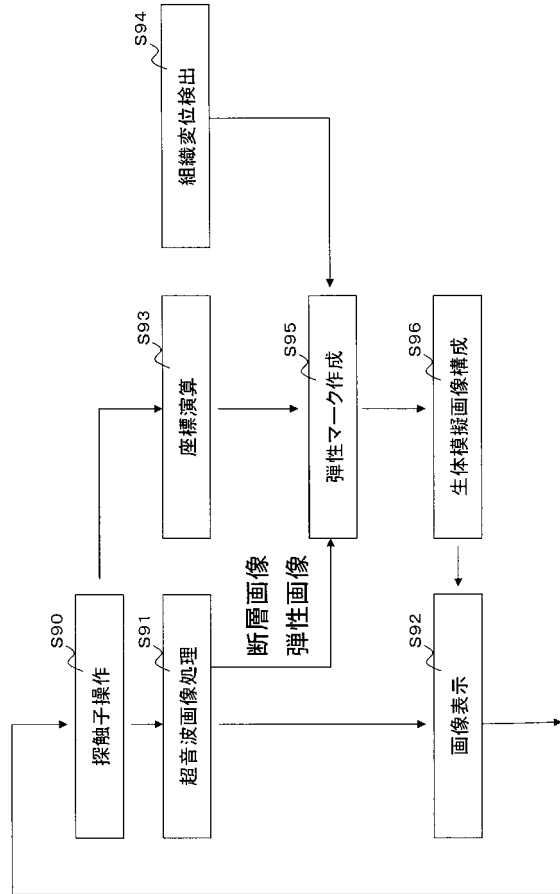 S90
探触子操作
S91
超音波画像処理
断層画像
弾性画像
S92
画像表示
S93
座標演算
S94
組織変位検出
S95
弾性マーク作成
S96
生体模擬画像構成